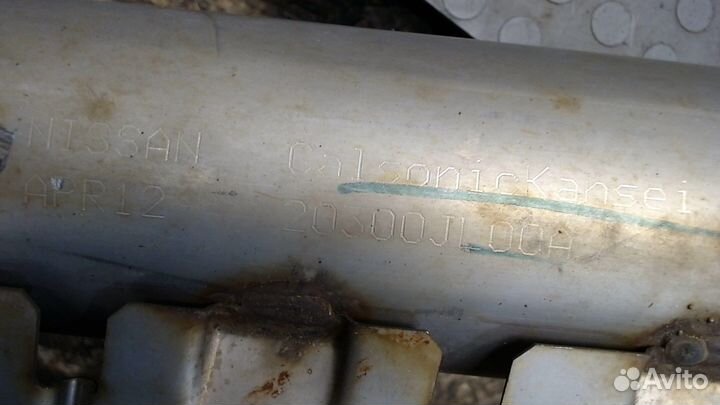 NISSAN CalsonicKansei
APR12 20300JL00A
Avito